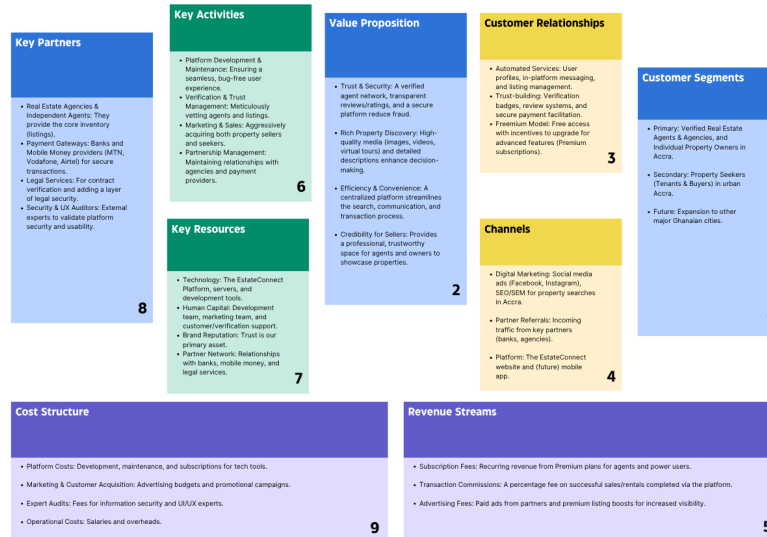 Key Partners
• Real Estate Agencies &
Independent Agents: They
provide the core inventory
(listings).
• Payment Gateways: Banks and
Mobile Money providers (MTN,
Vodafone, Airtel) for secure
transactions.
• Legal Services: For contract
verification and adding a layer
of legal security.
• Security & UX Auditors: External
experts to validate platform
security and usability.
8
Key Activities
• Platform Development &
Maintenance: Ensuring a
seamless, bug-free user
experience.
• Verification & Trust
Management: Meticulously
vetting agents and listings.
• Marketing & Sales: Aggressively
acquiring both property sellers
and seekers.
• Partnership Management:
Maintaining relationships with
agencies and payment
providers.
6
Key Resources
• Technology: The EstateConnect
Platform, servers, and
development tools.
• Human Capital: Development
team, marketing team, and
customer/verification support.
• Brand Reputation: Trust is our
primary asset.
• Partner Network: Relationships
with banks, mobile money, and
legal services.
7
Value Proposition
• Trust & Security: A verified
agent network, transparent
reviews/ratings, and a secure
platform reduce fraud.
• Rich Property Discovery: High-
quality media (images, videos,
virtual tours) and detailed
descriptions enhance decision-
making.
• Efficiency & Convenience: A
centralized platform streamlines
the search, communication, and
transaction process.
• Credibility for Sellers: Provides
a professional, trustworthy
space for agents and owners to
showcase properties.
2
Customer Relationships
• Automated Services: User
profiles, in-platform messaging,
and listing management.
• Trust-building: Verification
badges, review systems, and
secure payment facilitation.
• Freemium Model: Free access
with incentives to upgrade for
advanced features (Premium
subscriptions).
3
Channels
• Digital Marketing: Social media
ads (Facebook, Instagram),
SEO/SEM for property searches
in Accra.
• Partner Referrals: Incoming
traffic from key partners
(banks, agencies).
• Platform: The EstateConnect
website and (future) mobile
app.
4
Customer Segments
• Primary: Verified Real Estate
Agents & Agencies, and
Individual Property Owners in
Accra.
• Secondary: Property Seekers
(Tenants & Buyers) in urban
Accra.
• Future: Expansion to other
major Ghanaian cities.
Cost Structure
• Platform Costs: Development, maintenance, and subscriptions for tech tools.
• Marketing & Customer Acquisition: Advertising budgets and promotional campaigns.
• Expert Audits: Fees for information security and UI/UX experts.
• Operational Costs: Salaries and overheads.
9
Revenue Streams
• Subscription Fees: Recurring revenue from Premium plans for agents and power users.
• Transaction Commissions: A percentage fee on successful sales/rentals completed via the platform.
• Advertising Fees: Paid ads from partners and premium listing boosts for increased visibility.
5